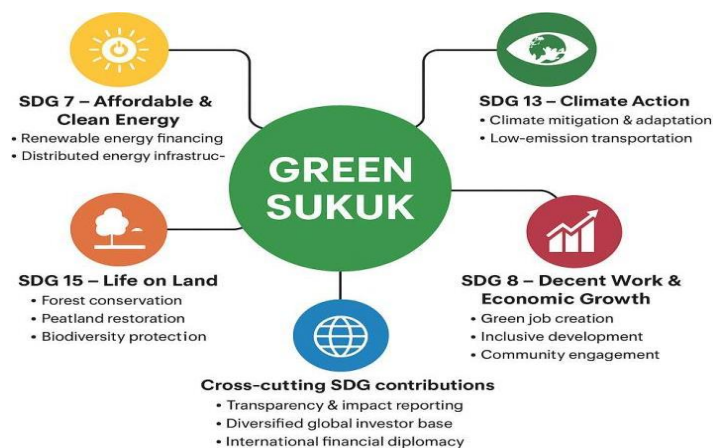 SDG 7 – Affordable &
Clean Energy
• Renewable energy financing
• Distributed energy infrastruc-
SDG 13 – Climate Action
• Climate mitigation & adaptation
• Low-emission transportation
GREEN
SUKUK
SDG 15 – Life on Land
• Forest conservation
• Peatland restoration
• Biodiversity protection
SDG 8 – Decent Work &
Economic Growth
• Green job creation
• Inclusive development
• Community engagement
Cross-cutting SDG contributions
• Transparency & impact reporting
• Diversified global investor base
• International financial diplomacy